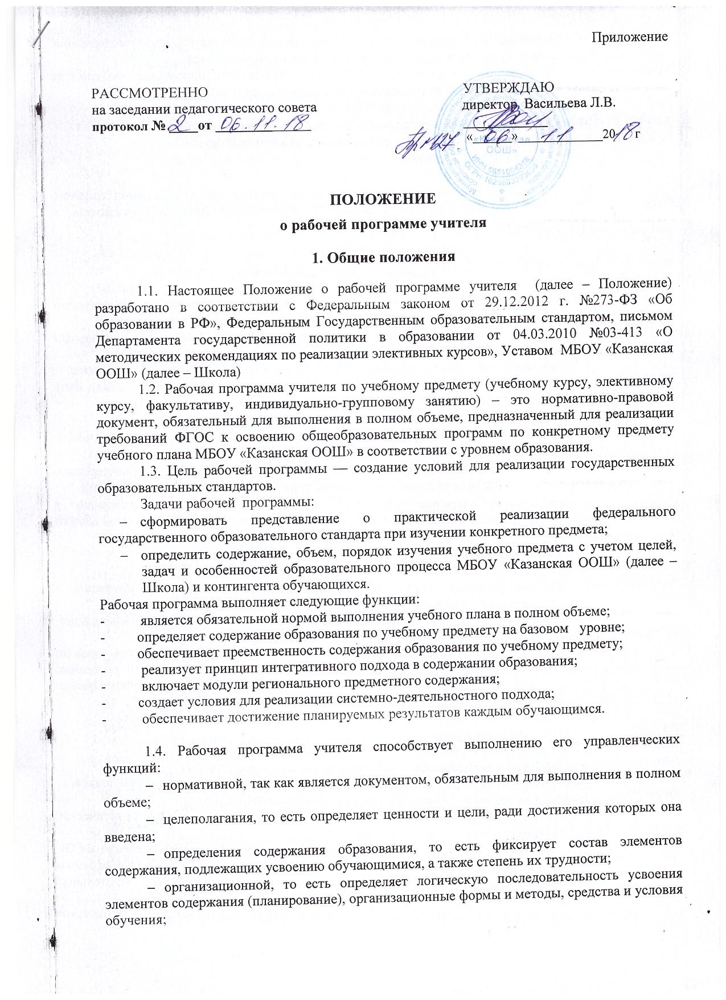 Приложение
РАССМОТРЕННО
на заседании педагогического совета
протокол № 2 от 06.11.18
УТВЕРЖДАЮ
директор Васильева Л.В.
Пр №127. «06» 11 2018 г
«Казанская
ООШ»
ИНН 5651004318
ПОЛОЖЕНИЕ
о рабочей программе учителя
1. Общие положения
1.1. Настоящее Положение о рабочей программе учителя (далее – Положение)
разработано в соответствии с Федеральным законом от 29.12.2012 г. №273-ФЗ «Об
образовании в РФ», Федеральным Государственным образовательным стандартом, письмом
Департамента государственной политики в образовании от 04.03.2010 №03-413 «О
методических рекомендациях по реализации элективных курсов», Уставом МБОУ «Казанская
ООШ» (далее – Школа)
1.2. Рабочая программа учителя по учебному предмету (учебному курсу, элективному
курсу, факультативу, индивидуально-групповому занятию) – это нормативно-правовой
документ, обязательный для выполнения в полном объеме, предназначенный для реализации
требований ФГОС к освоению общеобразовательных программ по конкретному предмету
учебного плана МБОУ «Казанская ООШ» в соответствии с уровнем образования.
1.3. Цель рабочей программы — создание условий для реализации государственных
образовательных стандартов.
Задачи рабочей программы:
– сформировать представление о практической реализации федерального
государственного образовательного стандарта при изучении конкретного предмета;
– определить содержание, объем, порядок изучения учебного предмета с учетом целей,
задач и особенностей образовательного процесса МБОУ «Казанская ООШ» (далее –
Школа) и контингента обучающихся.
Рабочая программа выполняет следующие функции:
- является обязательной нормой выполнения учебного плана в полном объеме;
- определяет содержание образования по учебному предмету на базовом уровне;
- обеспечивает преемственность содержания образования по учебному предмету;
- реализует принцип интегративного подхода в содержании образования;
- включает модули регионального предметного содержания;
- создает условия для реализации системно-деятельностного подхода;
- обеспечивает достижение планируемых результатов каждым обучающимся.
1.4. Рабочая программа учителя способствует выполнению его управленческих
функций:
– нормативной, так как является документом, обязательным для выполнения в полном
объеме;
– целеполагания, то есть определяет ценности и цели, ради достижения которых она
введена;
– определения содержания образования, то есть фиксирует состав элементов
содержания, подлежащих усвоению обучающимися, а также степень их трудности;
– организационной, то есть определяет логическую последовательность усвоения
элементов содержания (планирование), организационные формы и методы, средства и условия
обучения;